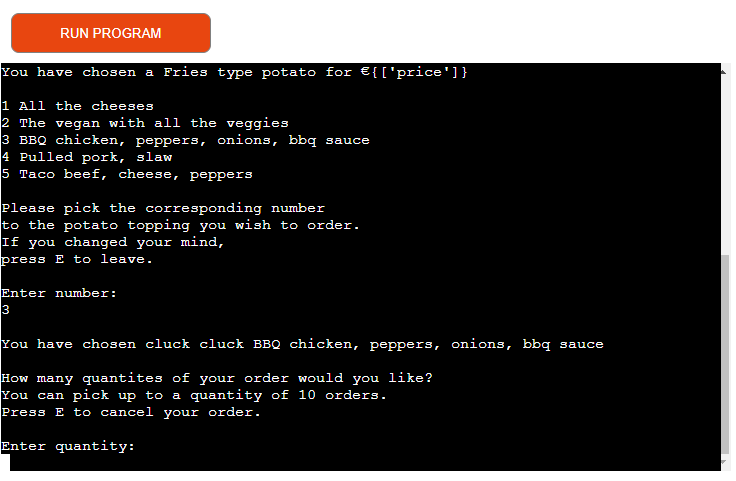 RUN PROGRAM
You have chosen a Fries type potato for €{['price']}
1 All the cheeses
2 The vegan with all the veggies
3 BBQ chicken, peppers, onions, bbq sauce
4 Pulled pork, slaw
5 Taco beef, cheese, peppers
Please pick the corresponding number
to the potato topping you wish to order.
If you changed your mind,
press E to leave.
Enter number:
3
You have chosen cluck cluck BBQ chicken, peppers, onions, bbq sauce
How many quantites of your order would you like?
You can pick up to a quantity of 10 orders.
Press E to cancel your order.
Enter quantity: